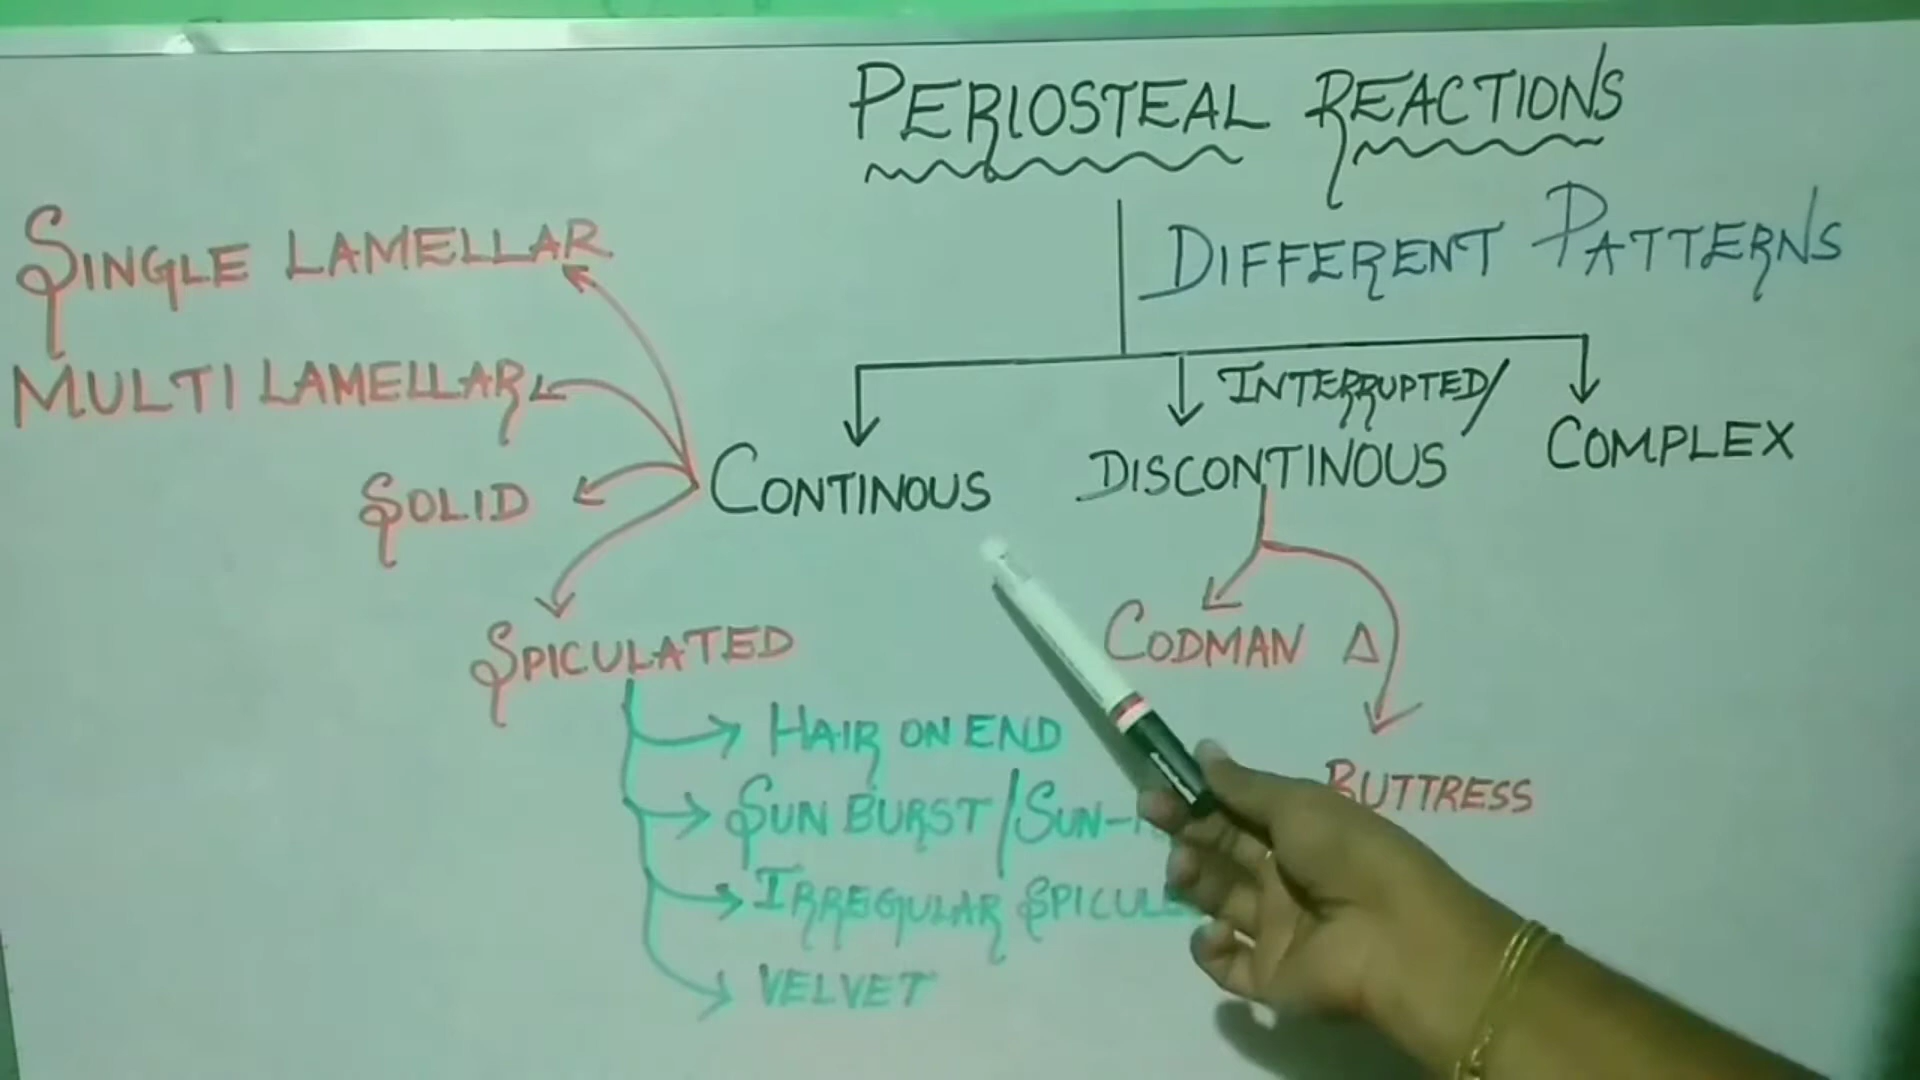 PERIOSTEAL REACTIONS
DIFFERENT PATTERNS
SINGLE LAMELLAR
MULTI LAMELLAR
SOLID
SPICULATED
CONTINOUS
INTERRUPTED/
DISCONTINOUS
COMPLEX
CODMAN Δ
BUTTRESS
HAIR ON END
SUN BURST/SUN-
IRREGULAR
VELVET